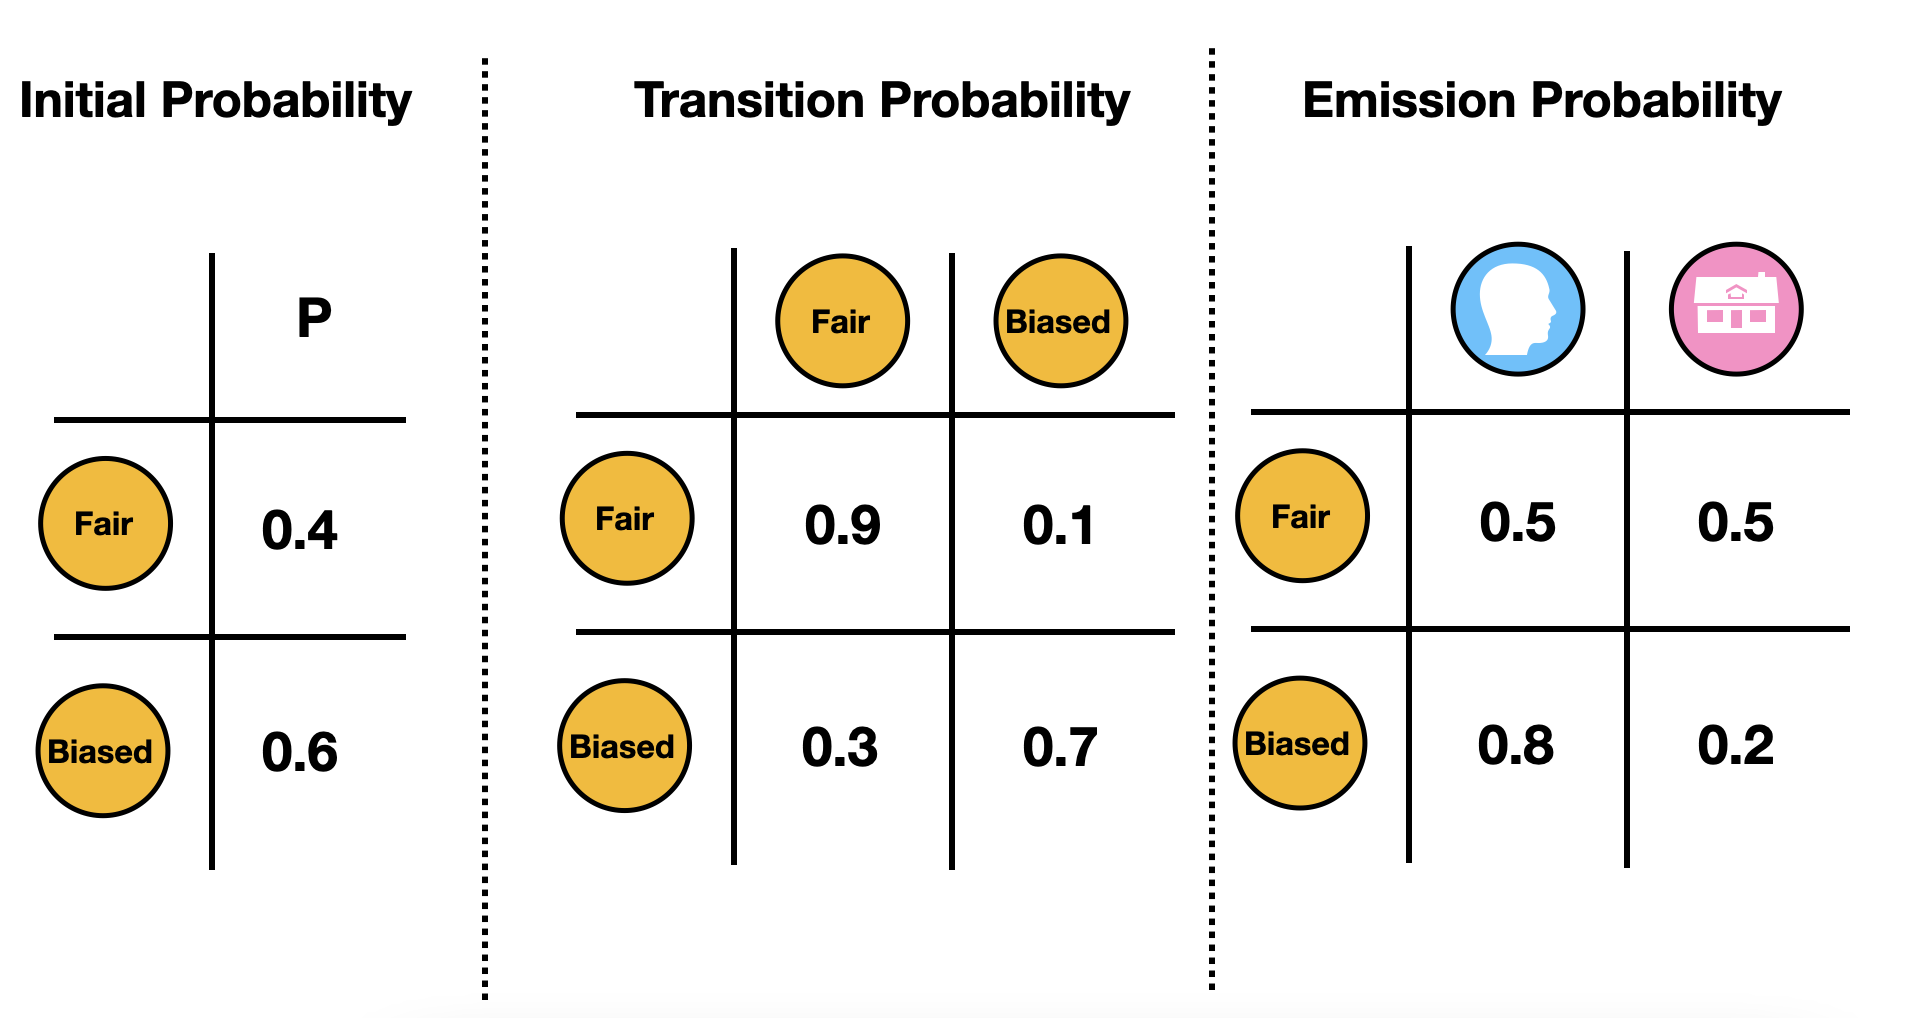 Initial Probability
P
Fair 0.4
Biased 0.6
Transition Probability
Fair Biased
Fair 0.9 0.1
Biased 0.3 0.7
Emission Probability
Fair 0.5 0.5
Biased 0.8 0.2